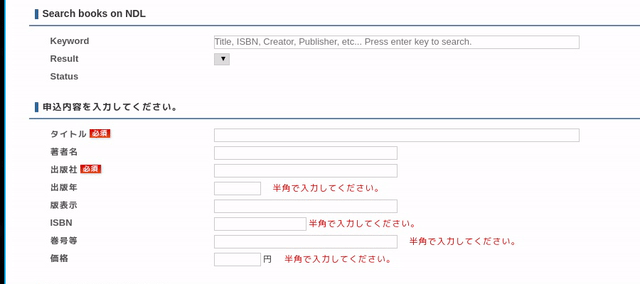 Search books on NDL
Keyword Title, ISBN, Creator, Publisher, etc... Press enter key to search.
Result
Status
申込内容を入力してください。
タイトル 必須
著者名
出版社 必須
出版年 半角で入力してください。
版表示
ISBN 半角で入力してください。
巻号等 半角で入力してください。
価格 円 半角で入力してください。